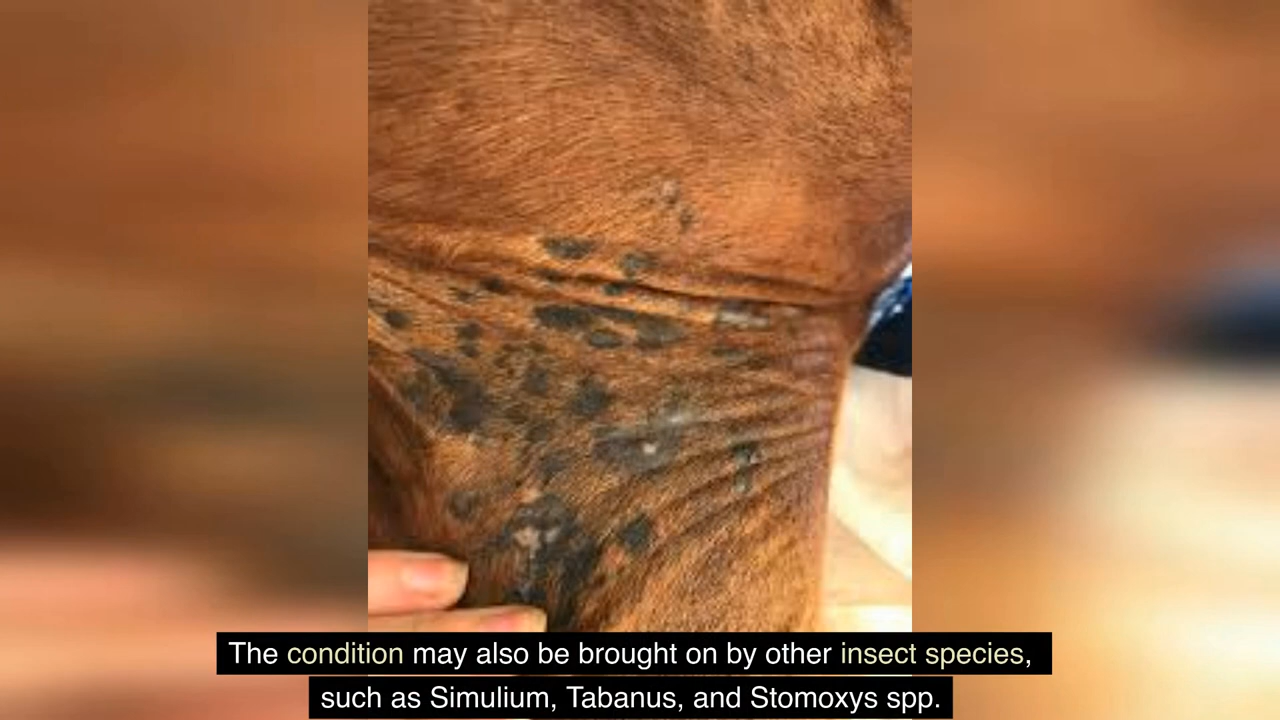 The condition may also be brought on by other insect species,
such as Simulium, Tabanus, and Stomoxys spp.